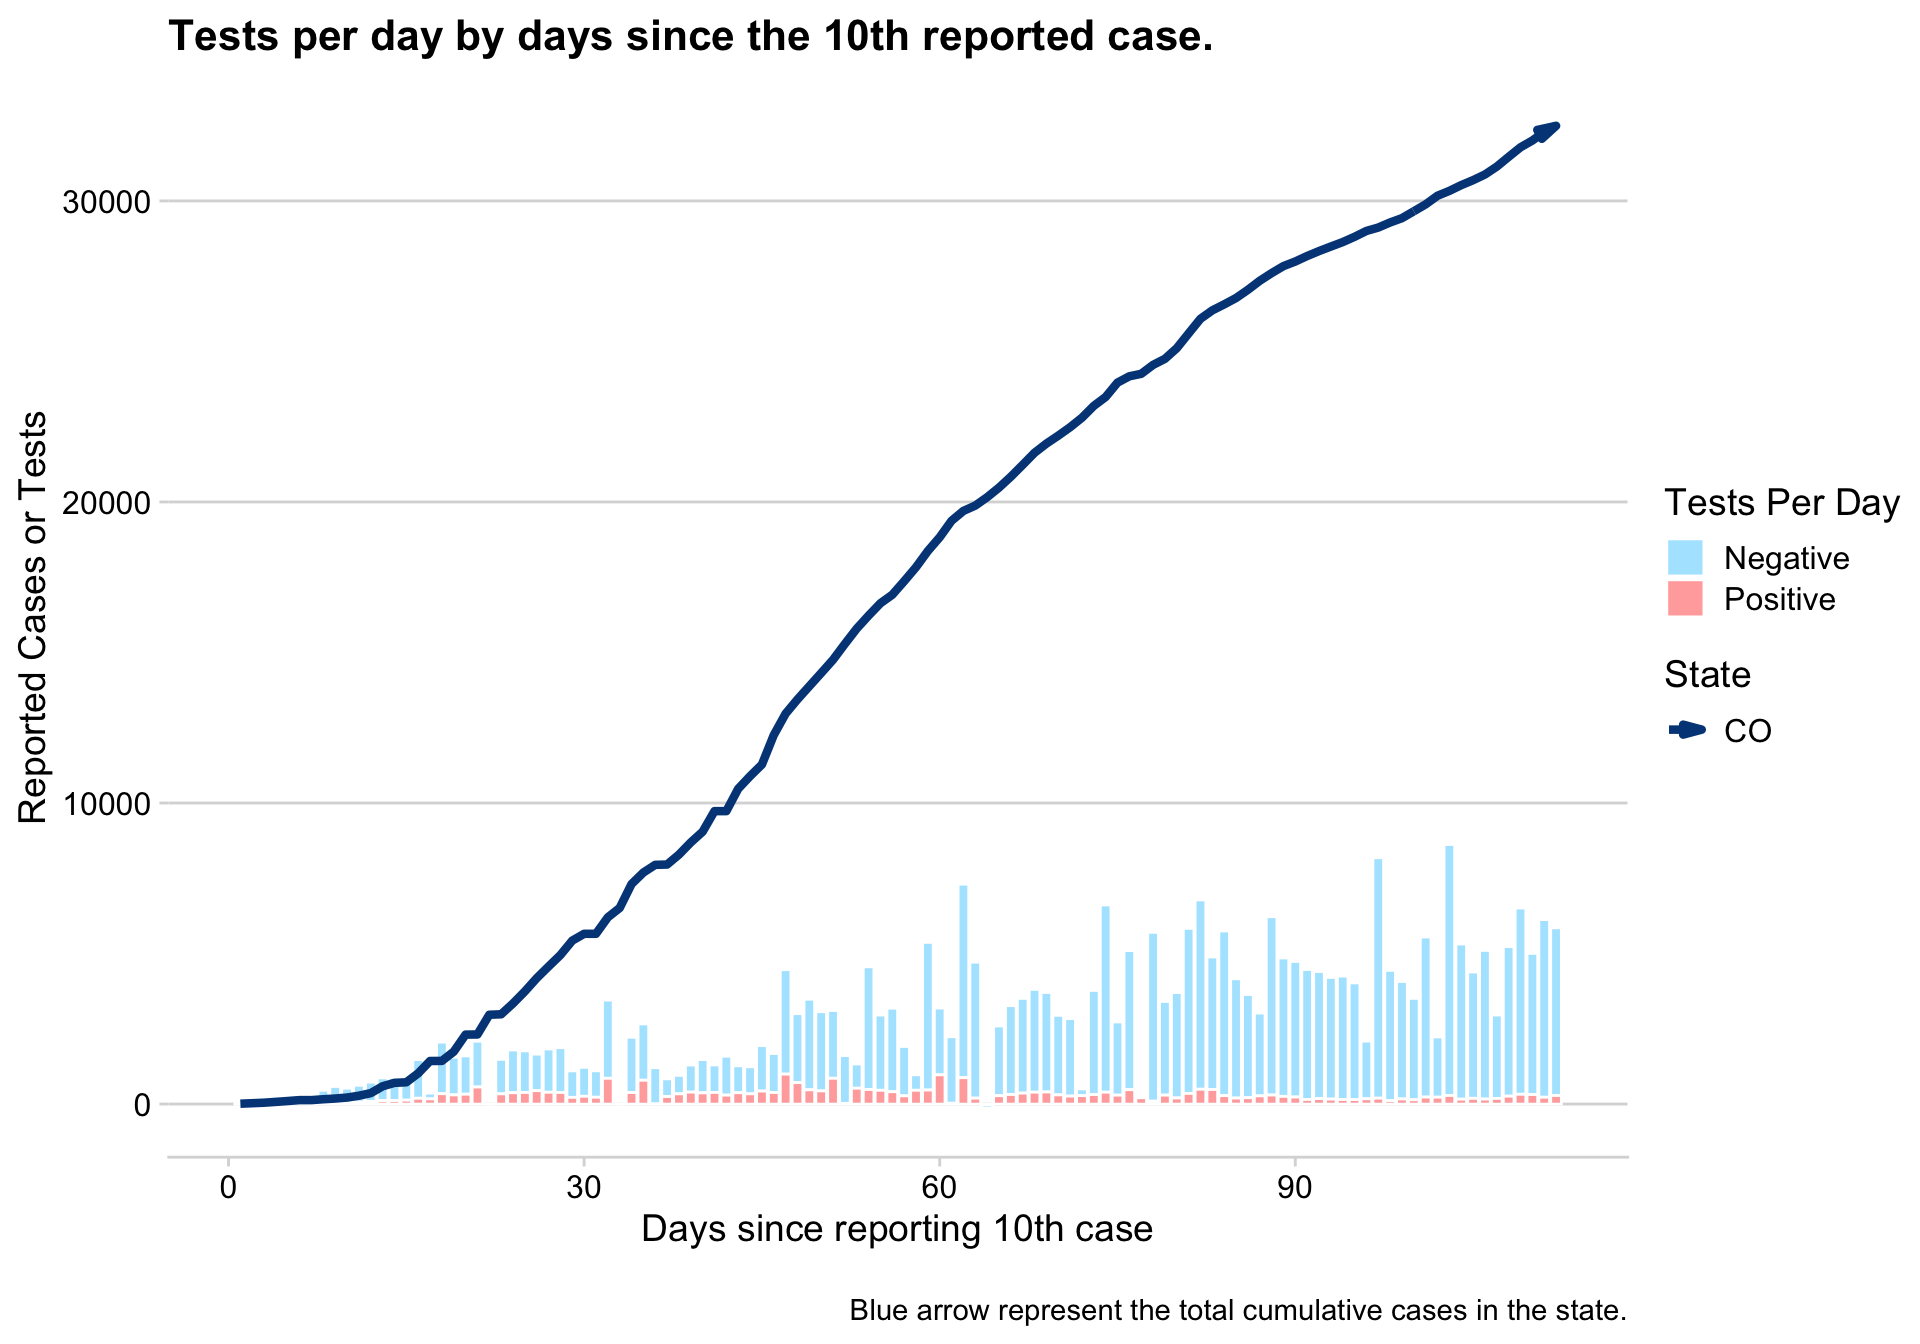 Tests per day by days since the 10th reported case.
Reported Cases or Tests
30000
20000
10000
0
0
30
60
90
Days since reporting 10th case
Tests Per Day
Negative
Positive
State
CO
Blue arrow represent the total cumulative cases in the state.